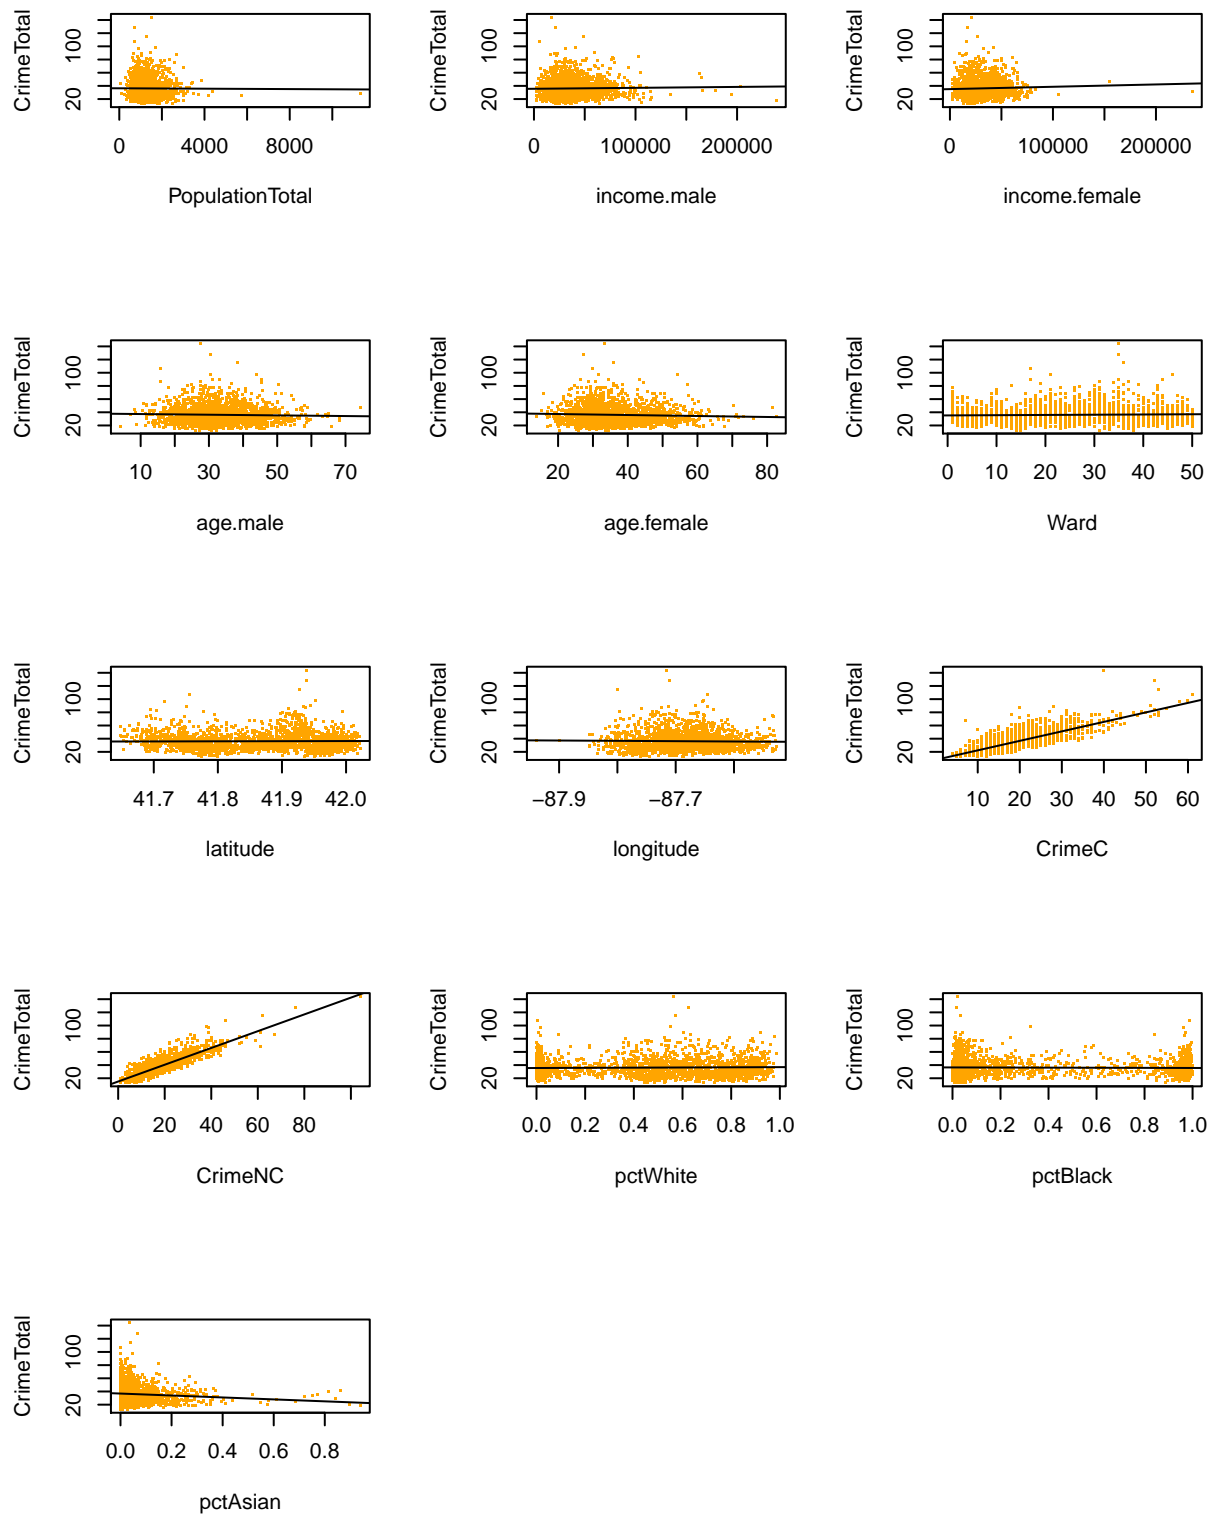 CrimeTotal
20 100
0 4000 8000
PopulationTotal
CrimeTotal
20 100
0 100000 200000
income.male
CrimeTotal
20 100
0 100000 200000
income.female
CrimeTotal
20 100
10 30 50 70
age.male
CrimeTotal
20 100
20 40 60 80
age.female
CrimeTotal
20 100
0 10 20 30 40 50
Ward
CrimeTotal
20 100
41.7 41.8 41.9 42.0
latitude
CrimeTotal
20 100
−87.9 −87.7
longitude
CrimeTotal
20 100
10 20 30 40 50 60
CrimeC
CrimeTotal
20 100
0 20 40 60 80
CrimeNC
CrimeTotal
20 100
0.0 0.2 0.4 0.6 0.8 1.0
pctWhite
CrimeTotal
20 100
0.0 0.2 0.4 0.6 0.8 1.0
pctBlack
CrimeTotal
20 100
0.0 0.2 0.4 0.6 0.8
pctAsian